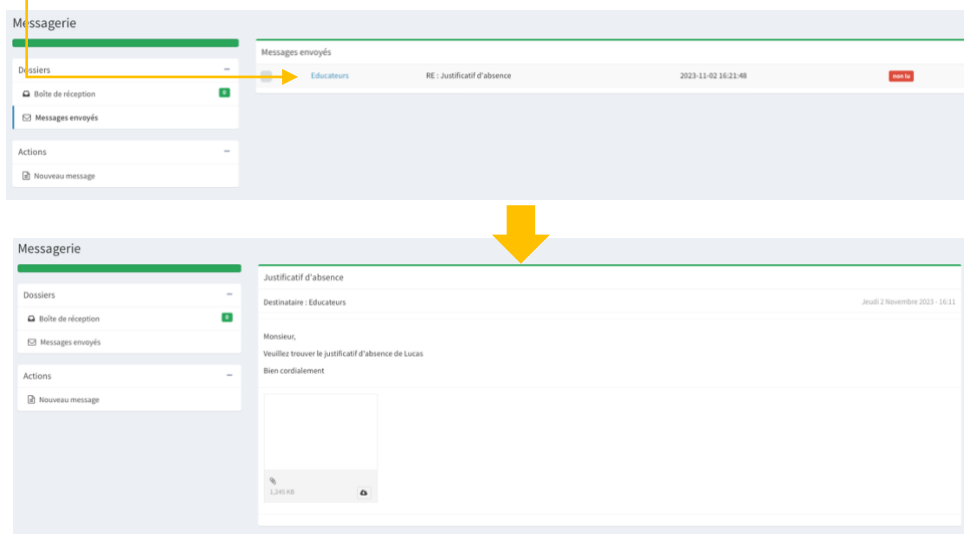 Messagerie
Messages envoyés
Dossiers
Educateurs RE : Justificatif d'absence 2023-11-02 16:21:48 non lu
Boîte de réception 0
Messages envoyés
Actions
Nouveau message
Messagerie
Justificatif d'absence
Dossiers
Destinataire : Educateurs Jeudi 2 Novembre 2023 - 16:11
Boîte de réception 0
Messages envoyés
Monsieur,
Veuillez trouver le justificatif d'absence de Lucas
Bien cordialement
Actions
Nouveau message
1,245 KB